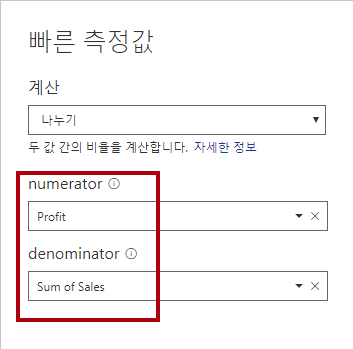 빠른 측정값
계산
나누기
두 값 간의 비율을 계산합니다. 자세한 정보
numerator
Profit
denominator
Sum of Sales